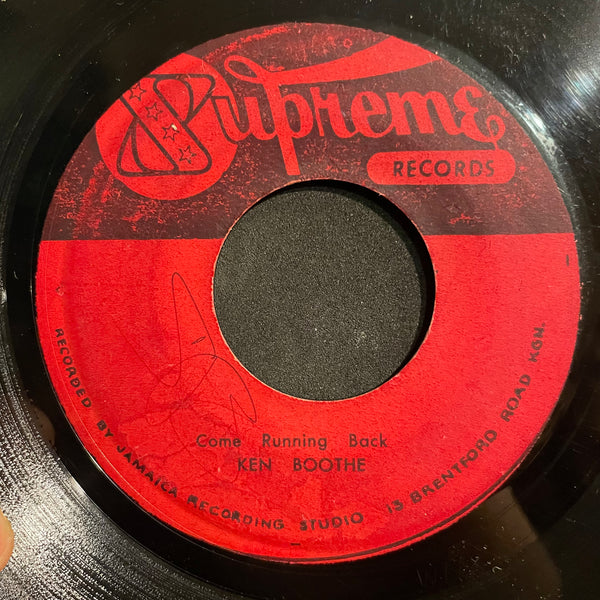 Supreme
RECORDS
Come Running Back
KEN BOOTHE
RECORDED BY JAMAICA RECORDING STUDIO 13 BRENTFORD ROAD KGN.